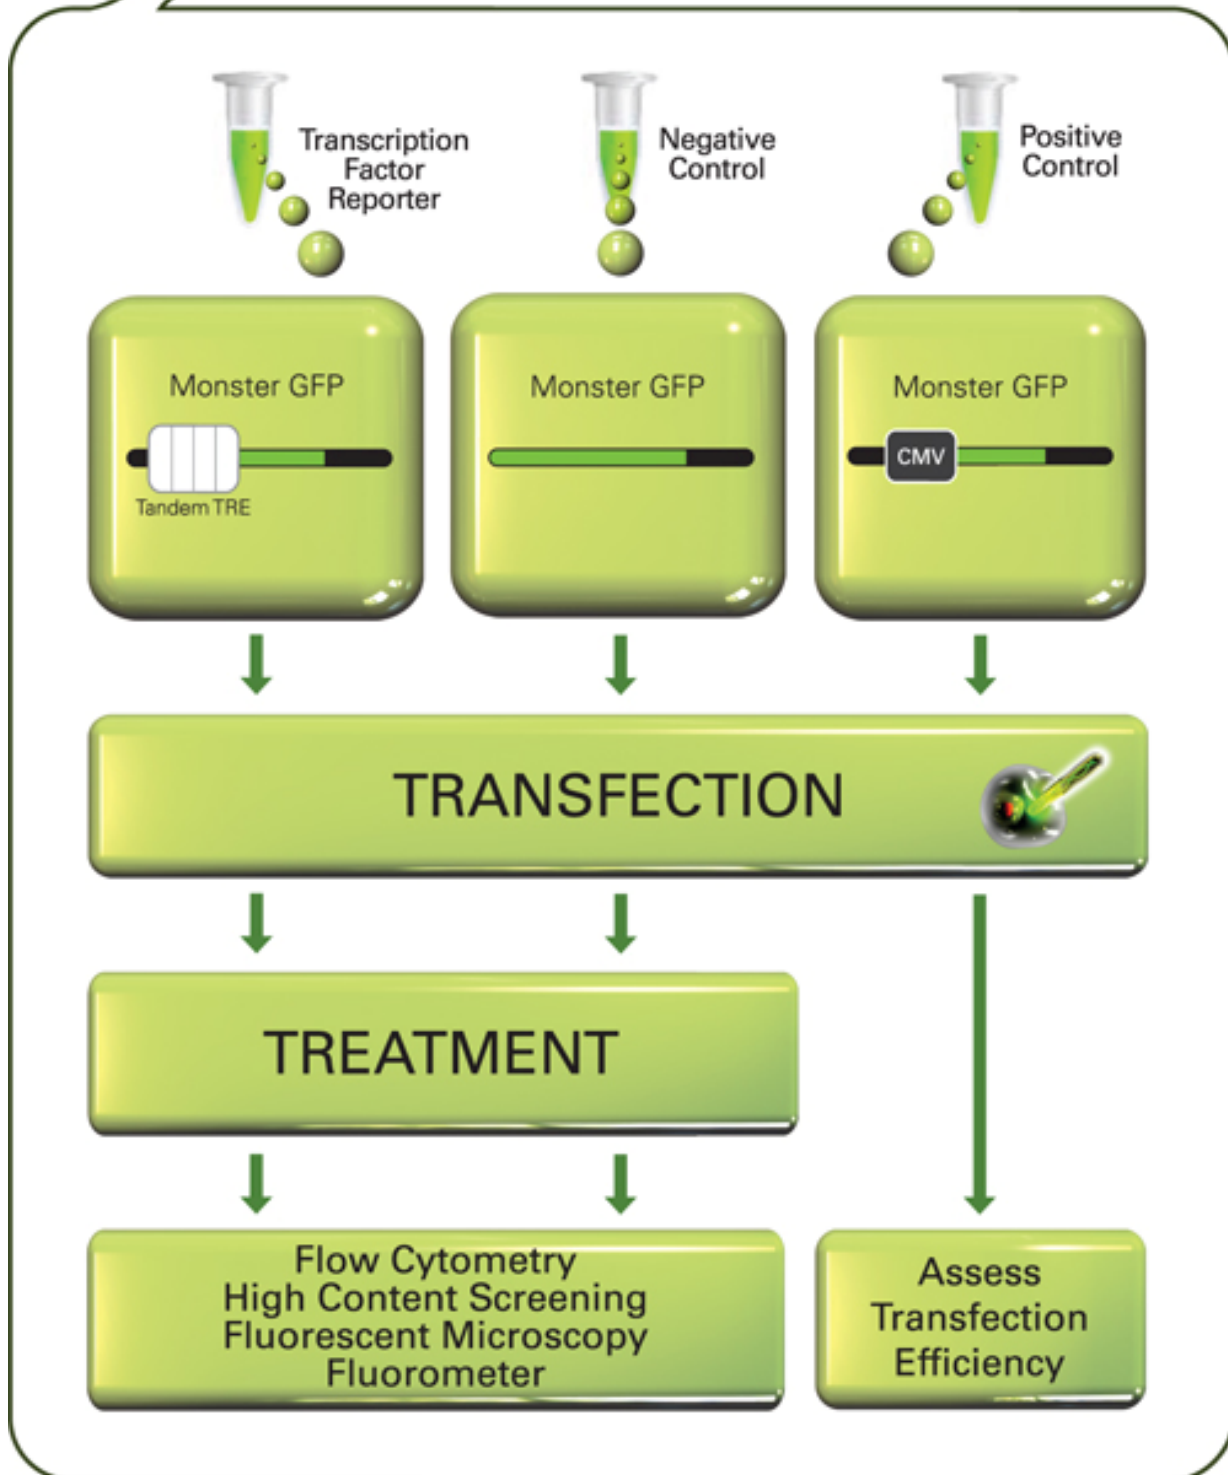 Transcription
Factor
Reporter
Negative
Control
Positive
Control
Monster GFP
Tandem TRE
Monster GFP
Monster GFP
CMV
TRANSFECTION
TREATMENT
Flow Cytometry
High Content Screening
Fluorescent Microscopy
Fluorometer
Assess
Transfection
Efficiency